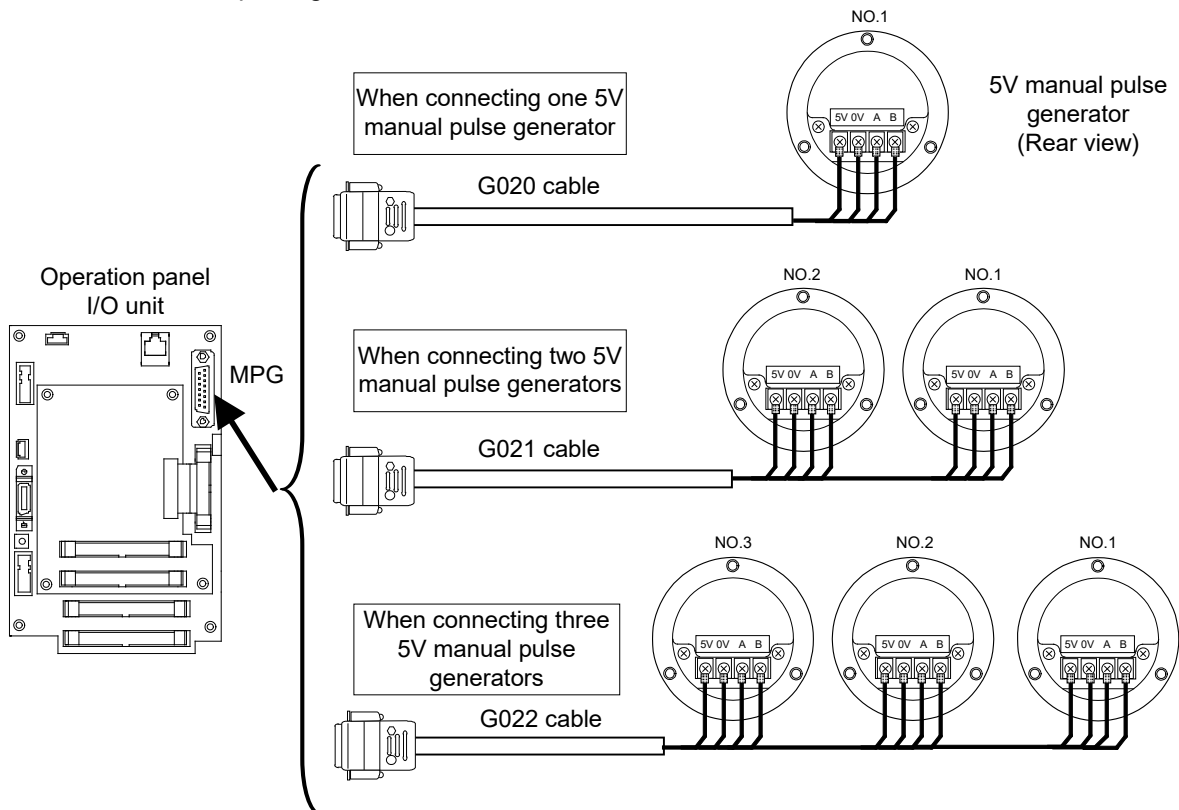 NO.1
5V 0V A B
5V manual pulse
generator
(Rear view)
When connecting one 5V
manual pulse generator
G020 cable
Operation panel
I/O unit
MPG
NO.2
NO.1
5V 0V A B
5V 0V A B
When connecting two 5V
manual pulse generators
G021 cable
NO.3
NO.2
NO.1
5V 0V A B
5V 0V A B
5V 0V A B
When connecting three
5V manual pulse
generators
G022 cable